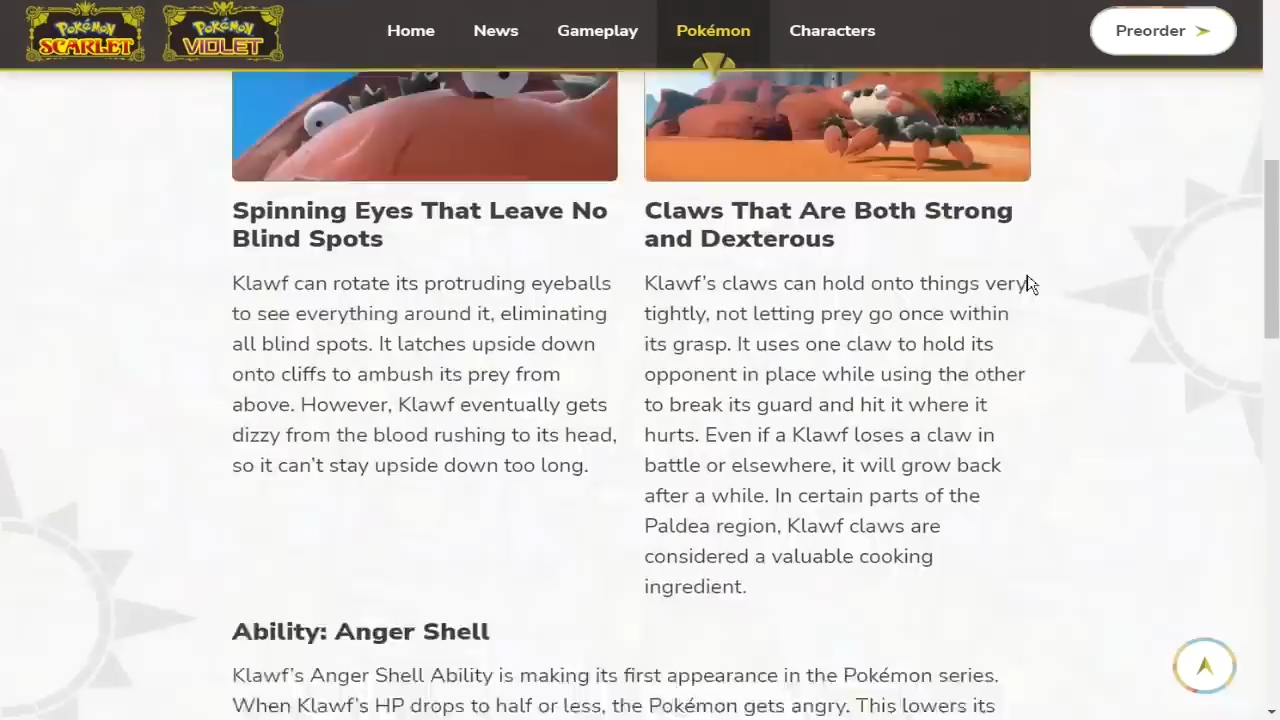 POKéMON
SCARLET
POKéMON
VIOLET
Home
News
Gameplay
Pokémon
Characters
Preorder
Spinning Eyes That Leave No
Blind Spots
Klawf can rotate its protruding eyeballs
to see everything around it, eliminating
all blind spots. It latches upside down
onto cliffs to ambush its prey from
above. However, Klawf eventually gets
dizzy from the blood rushing to its head,
so it can’t stay upside down too long.
Claws That Are Both Strong
and Dexterous
Klawf’s claws can hold onto things very
tightly, not letting prey go once within
its grasp. It uses one claw to hold its
opponent in place while using the other
to break its guard and hit it where it
hurts. Even if a Klawf loses a claw in
battle or elsewhere, it will grow back
after a while. In certain parts of the
Paldea region, Klawf claws are
considered a valuable cooking
ingredient.
Ability: Anger Shell
Klawf’s Anger Shell Ability is making its first appearance in the Pokémon series.
When Klawf’s HP drops to half or less, the Pokémon gets angry. This lowers its